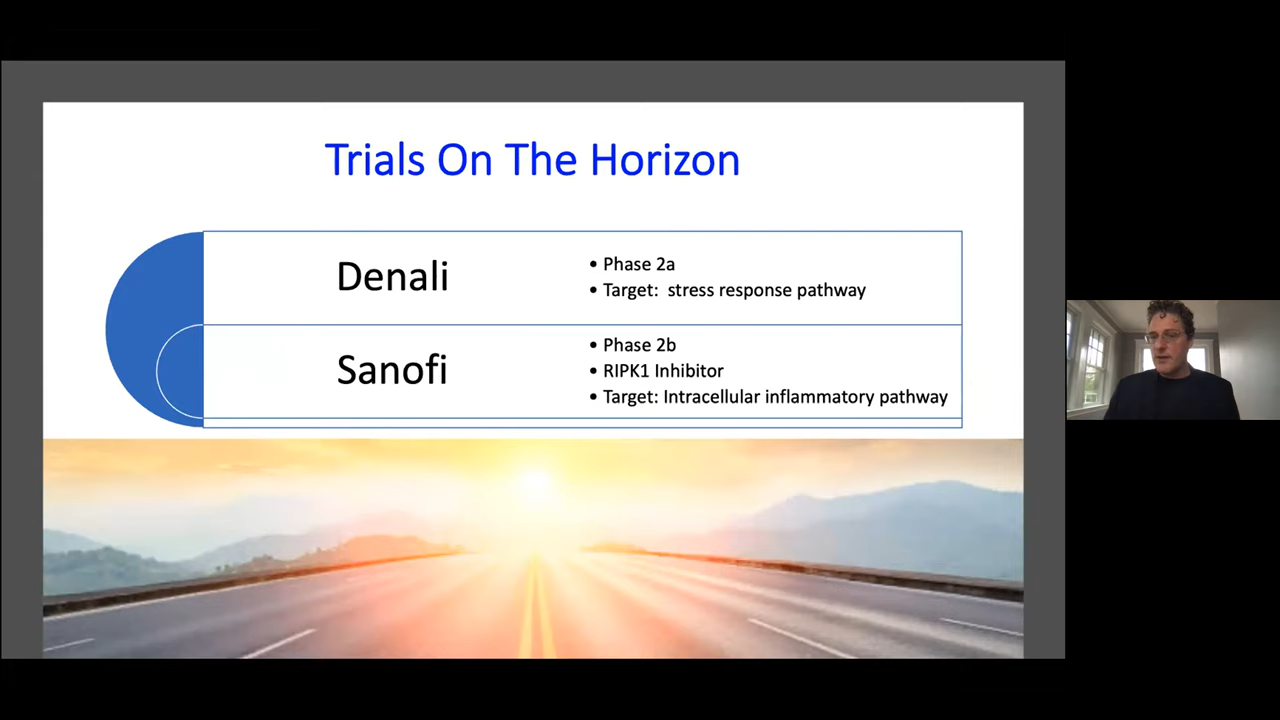 Trials On The Horizon
Denali
• Phase 2a
• Target: stress response pathway
Sanofi
• Phase 2b
• RIPK1 Inhibitor
• Target: Intracellular inflammatory pathway